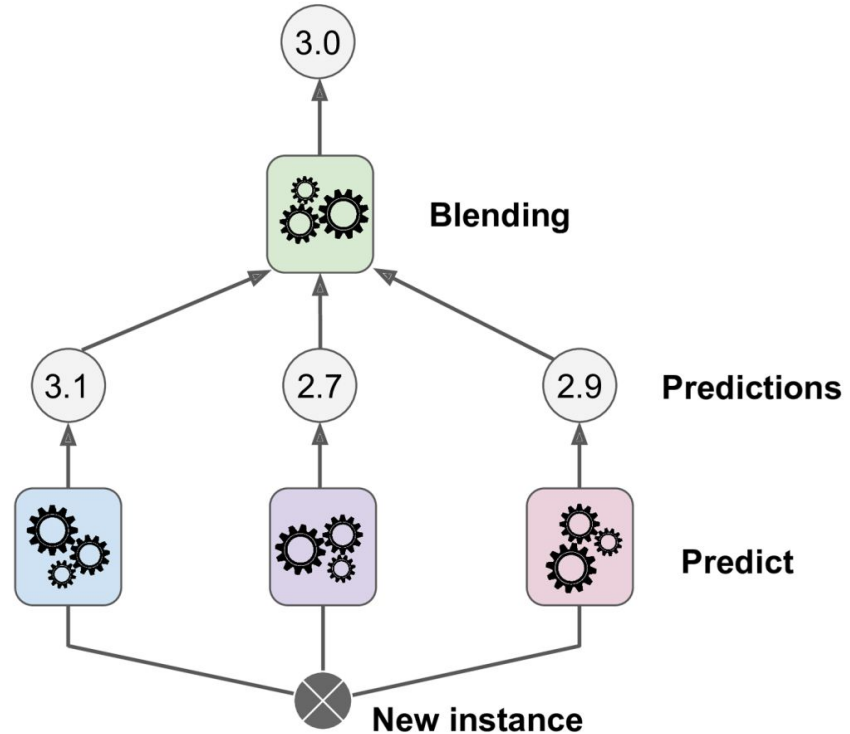 3.0
Blending
3.1
2.7
2.9
Predictions
Predict
New instance